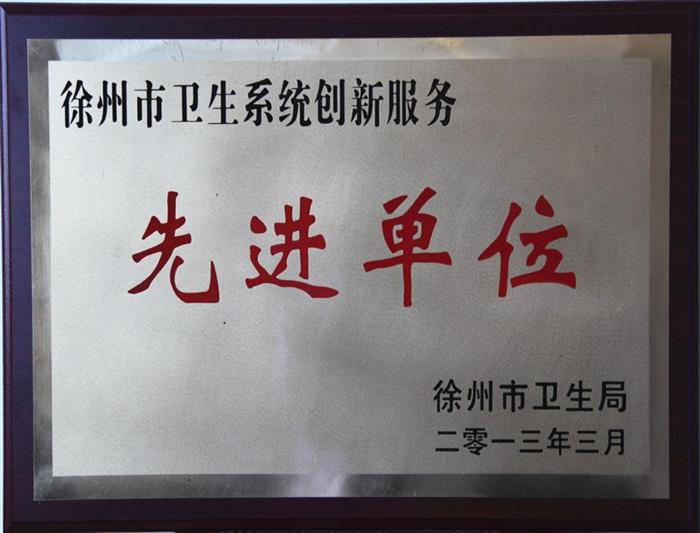 徐州市卫生系统创新服务
先进单位
徐州市卫生局
二零一三年三月